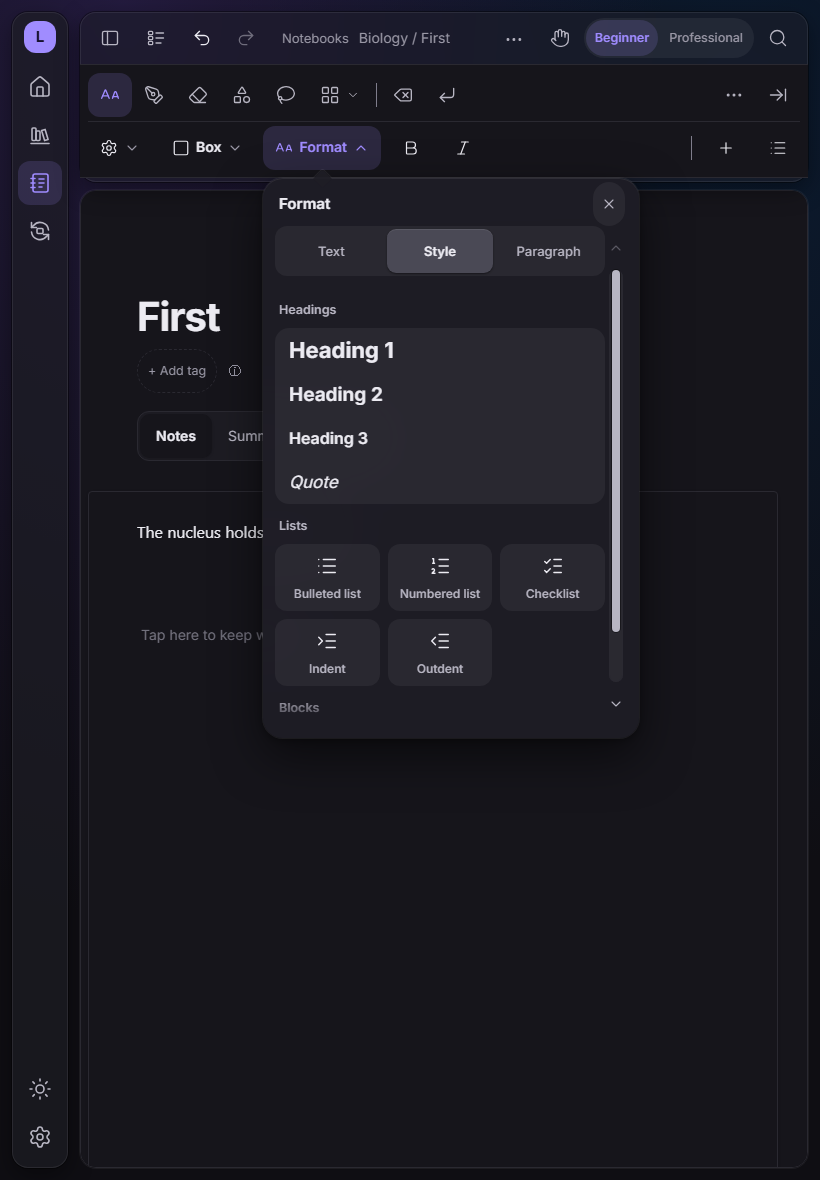 L
Notebooks Biology / First
Beginner Professional
AA
Box AA Format B I
Format
Text Style Paragraph
First
Headings
Heading 1
+ Add tag
Heading 2
Heading 3
Notes
Quote
Lists
The nucleus holds
Bulleted list Numbered list Checklist
Tap here to keep
Indent Outdent
Blocks